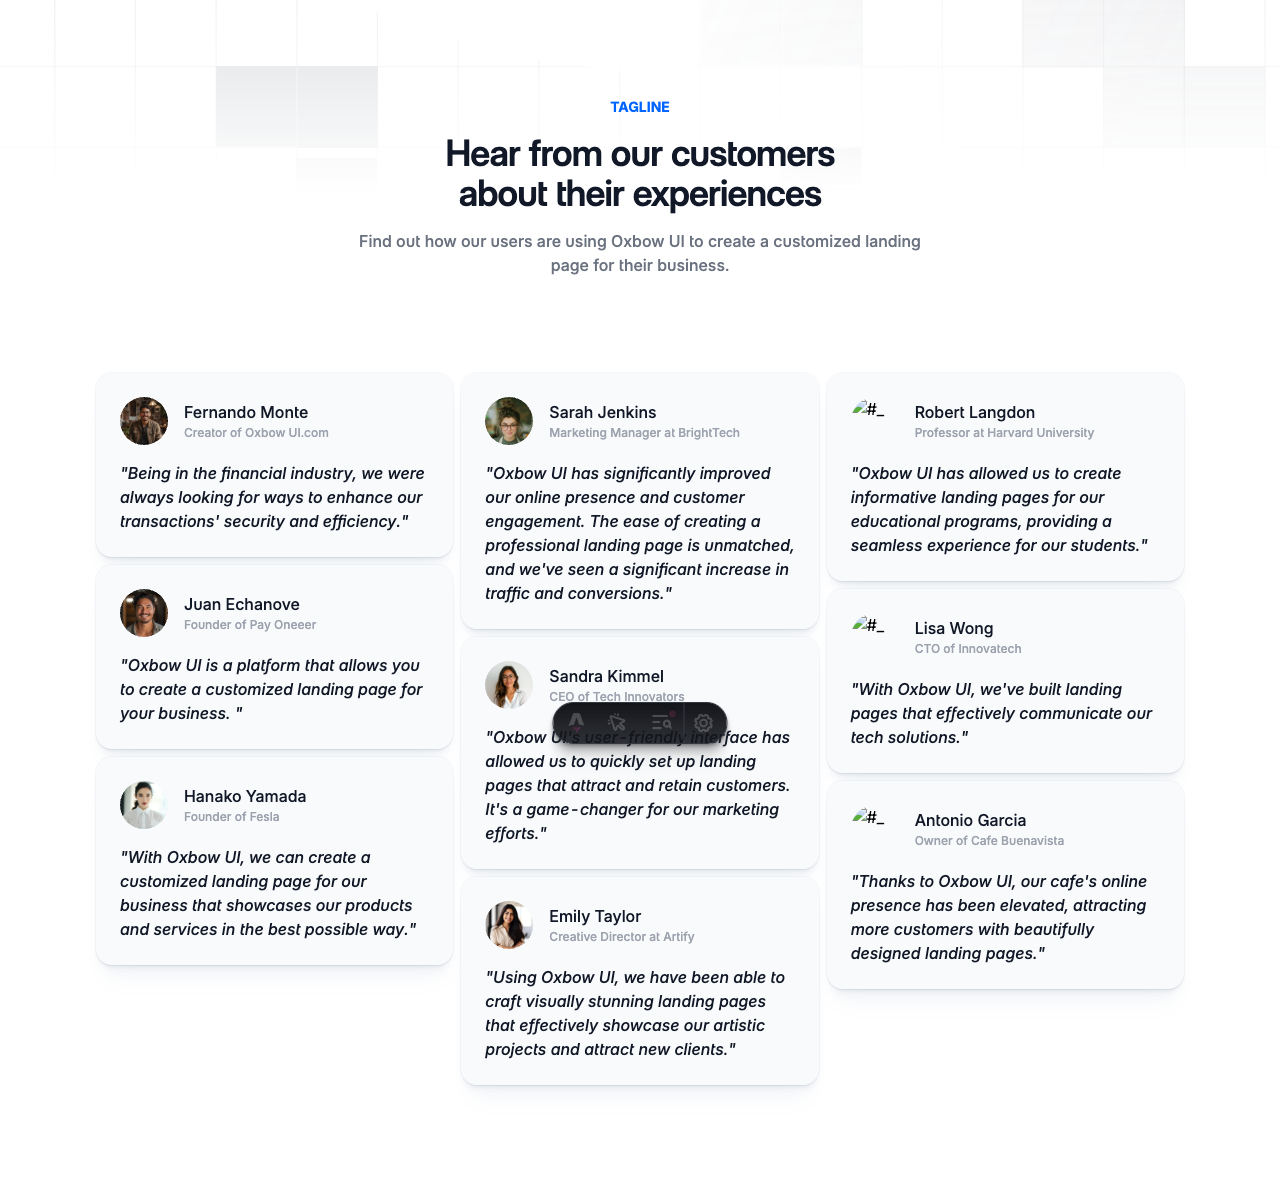 TAGLINE
Hear from our customers
about their experiences
Find out how our users are using Oxbow UI to create a customized landing
page for their business.
Fernando Monte
Creator of Oxbow UI.com
"Being in the financial industry, we were
always looking for ways to enhance our
transactions' security and efficiency."
Juan Echanove
Founder of Pay Oneeer
"Oxbow UI is a platform that allows you
to create a customized landing page for
your business. "
Hanako Yamada
Founder of Fesla
"With Oxbow UI, we can create a
customized landing page for our
business that showcases our products
and services in the best possible way."
Sarah Jenkins
Marketing Manager at BrightTech
"Oxbow UI has significantly improved
our online presence and customer
engagement. The ease of creating a
professional landing page is unmatched,
and we've seen a significant increase in
traffic and conversions."
Sandra Kimmel
CEO of Tech Innovators
"Oxbow UI's user-friendly interface has
allowed us to quickly set up landing
pages that attract and retain customers.
It's a game-changer for our marketing
efforts."
Emily Taylor
Creative Director at Artify
"Using Oxbow UI, we have been able to
craft visually stunning landing pages
that effectively showcase our artistic
projects and attract new clients."
#_
Robert Langdon
Professor at Harvard University
"Oxbow UI has allowed us to create
informative landing pages for our
educational programs, providing a
seamless experience for our students."
#_
Lisa Wong
CTO of Innovatech
"With Oxbow UI, we've built landing
pages that effectively communicate our
tech solutions."
#_
Antonio Garcia
Owner of Cafe Buenavista
"Thanks to Oxbow UI, our cafe's online
presence has been elevated, attracting
more customers with beautifully
designed landing pages."